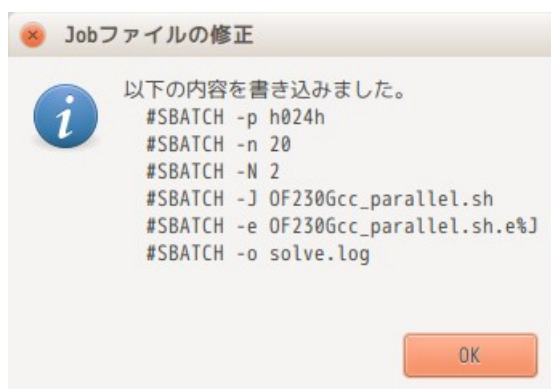 Jobファイルの修正
以下の内容を書き込みました。
#SBATCH -p h024h
#SBATCH -n 20
#SBATCH -N 2
#SBATCH -J OF230Gcc_parallel.sh
#SBATCH -e OF230Gcc_parallel.sh.e%J
#SBATCH -o solve.log
OK